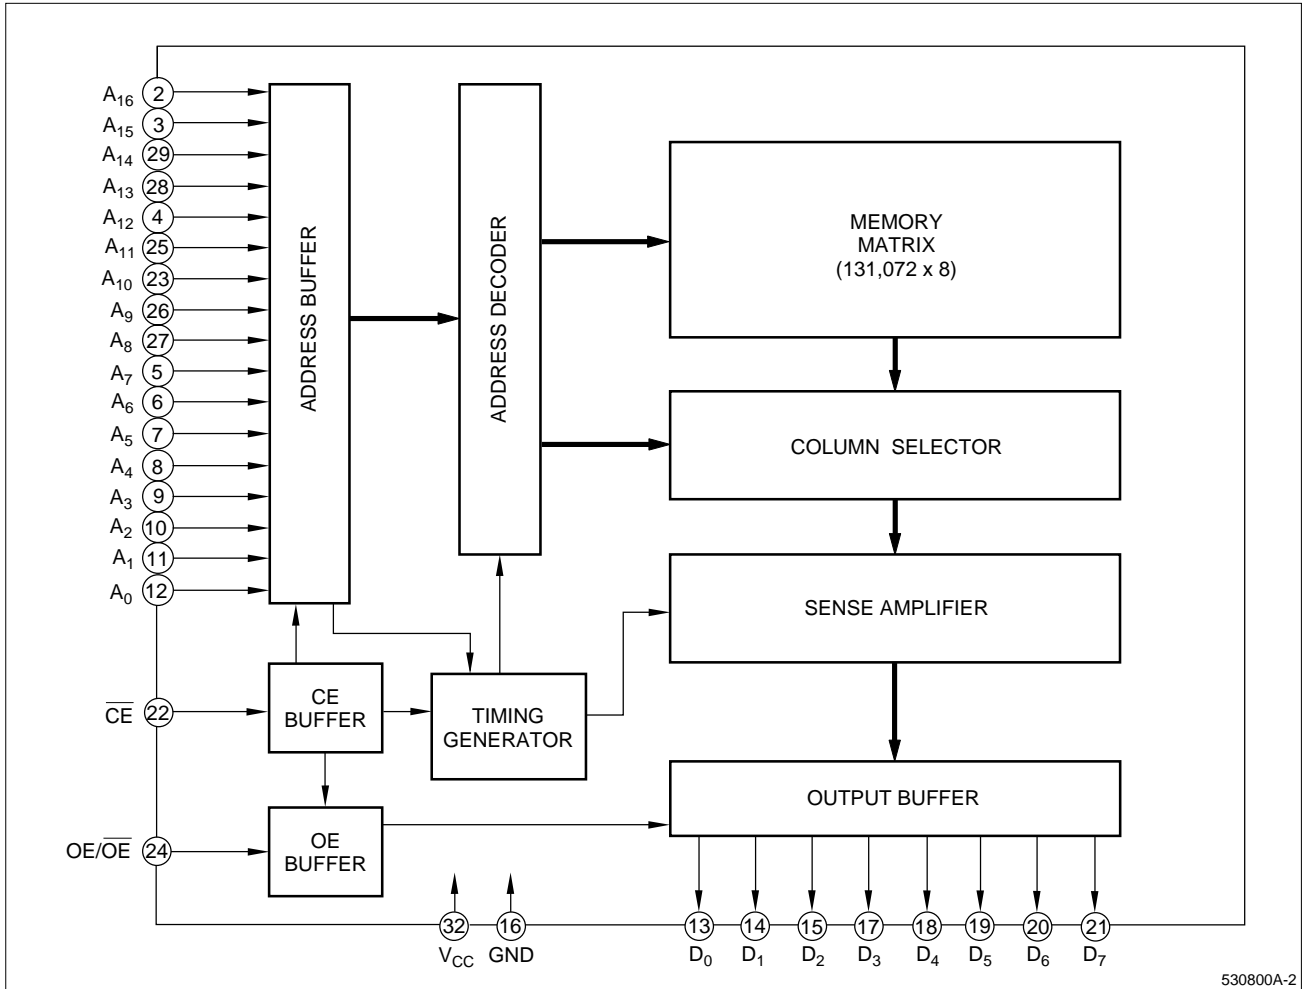 A16 2
A15 3
A14 29
A13 28
A12 4
A11 25
A10 23
A9 26
A8 27
A7 5
A6 6
A5 7
A4 8
A3 9
A2 10
A1 11
A0 12
CE 22
OE/OE 24
ADDRESS BUFFER
ADDRESS DECODER
MEMORY
MATRIX
(131,072 x 8)
COLUMN SELECTOR
SENSE AMPLIFIER
CE
BUFFER
TIMING
GENERATOR
OUTPUT BUFFER
OE
BUFFER
32 16 13 14 15 17 18 19 20 21
VCC GND D0 D1 D2 D3 D4 D5 D6 D7
530800A-2